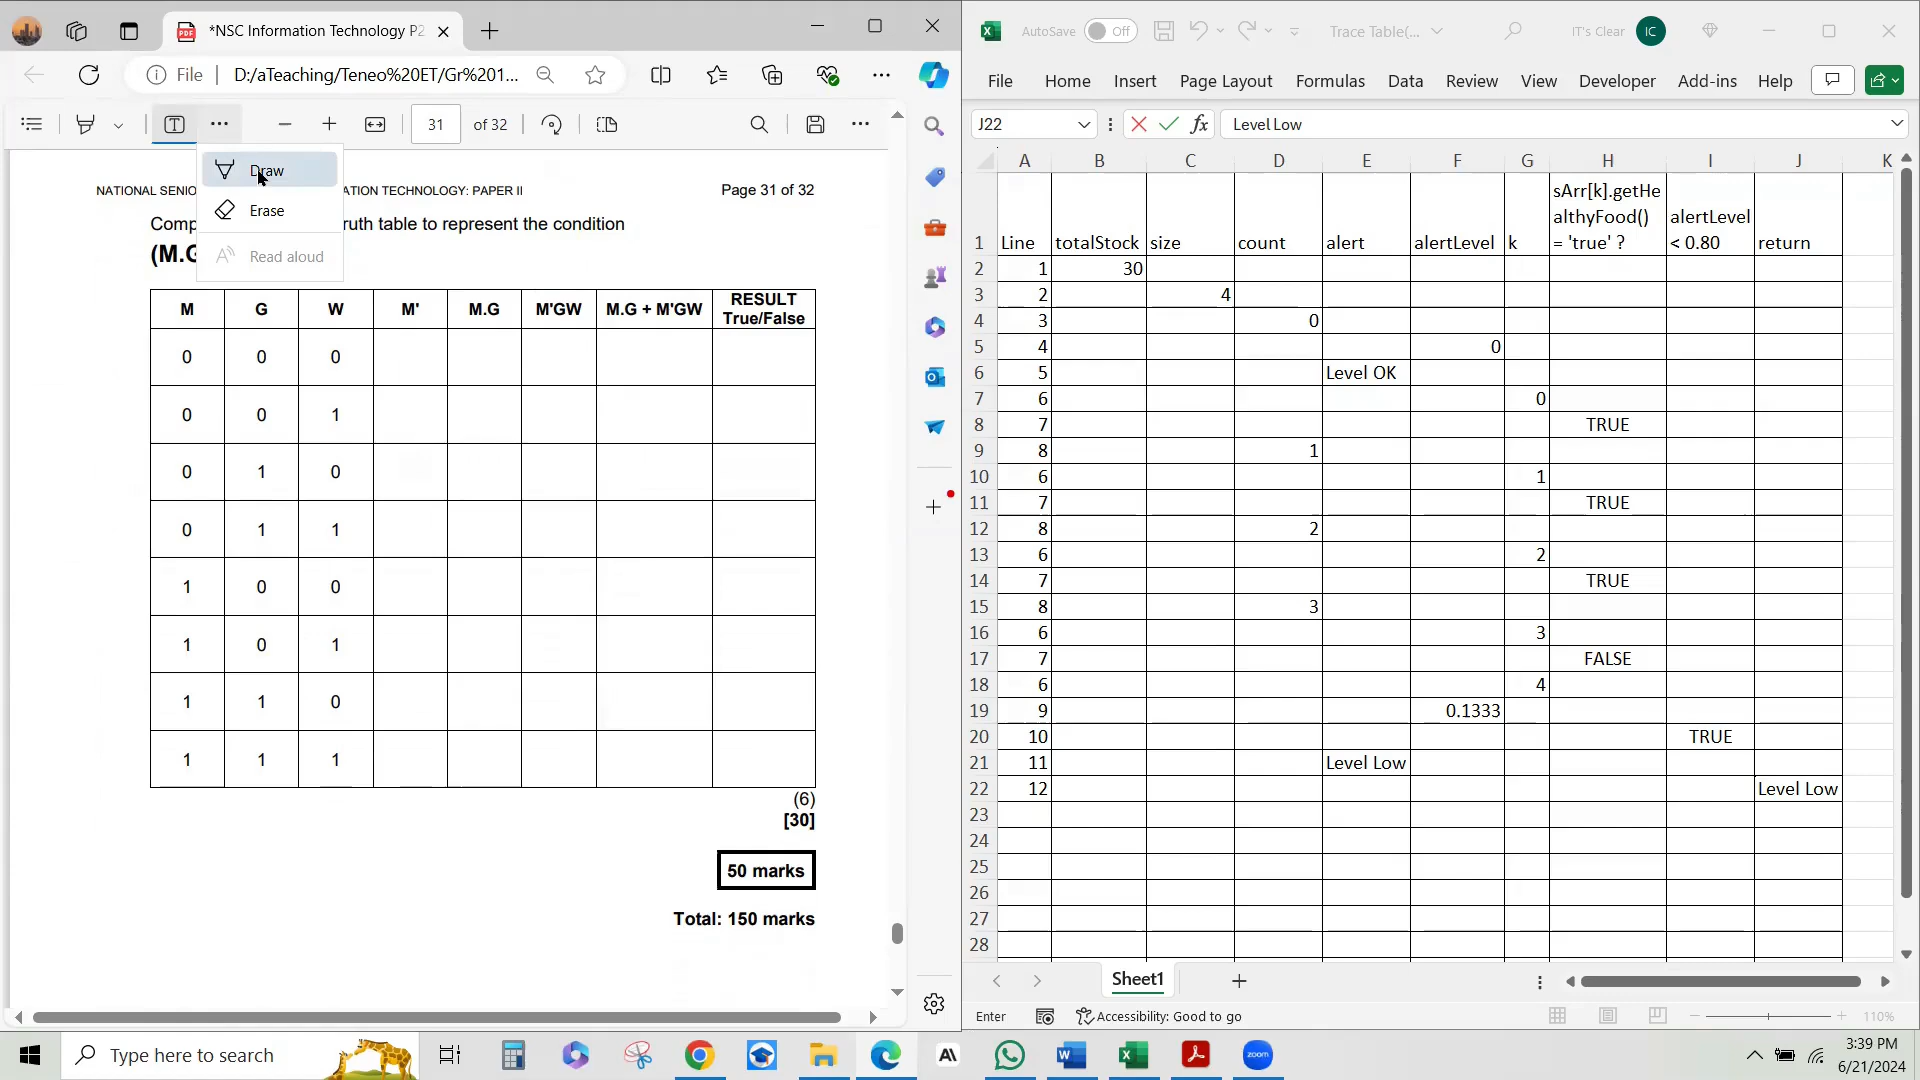 *NSC Information Technology P2
File
D:/aTeaching/Teneo%20ET/Gr%201...
31
of 32
Draw
Erase
Read aloud
NATIONAL SENIO
ATION TECHNOLOGY: PAPER II
Page 31 of 32
Comp
ruth table to represent the condition
(M.G
M G W M' M.G M'GW M.G + M'GW RESULT True/False
0 0 0
0 0 1
0 1 0
0 1 1
1 0 0
1 0 1
1 1 0
1 1 1
(6)
[30]
50 marks
Total: 150 marks
AutoSave Off
Trace Table(...
IT's Clear
IC
File Home Insert Page Layout Formulas Data Review View Developer Add-ins Help
J22
fx
Level Low
A B C D E F G H I J K
1 Line totalStock size count alert alertLevel k sArr[k].getHealthyFood() = 'true' ? alertLevel < 0.80 return
2 1 30
3 2 4
4 3 0
5 4 0
6 5 Level OK
7 6 0
8 7 TRUE
9 8 1
10 6 1
11 7 TRUE
12 8 2
13 6 2
14 7 TRUE
15 8 3
16 6 3
17 7 FALSE
18 6 4
19 9 0.1333
20 10 TRUE
21 11 Level Low
22 12 Level Low
23
24
25
26
27
28
Sheet1
Enter
Accessibility: Good to go
110%
Type here to search
zoom
3:39 PM
6/21/2024